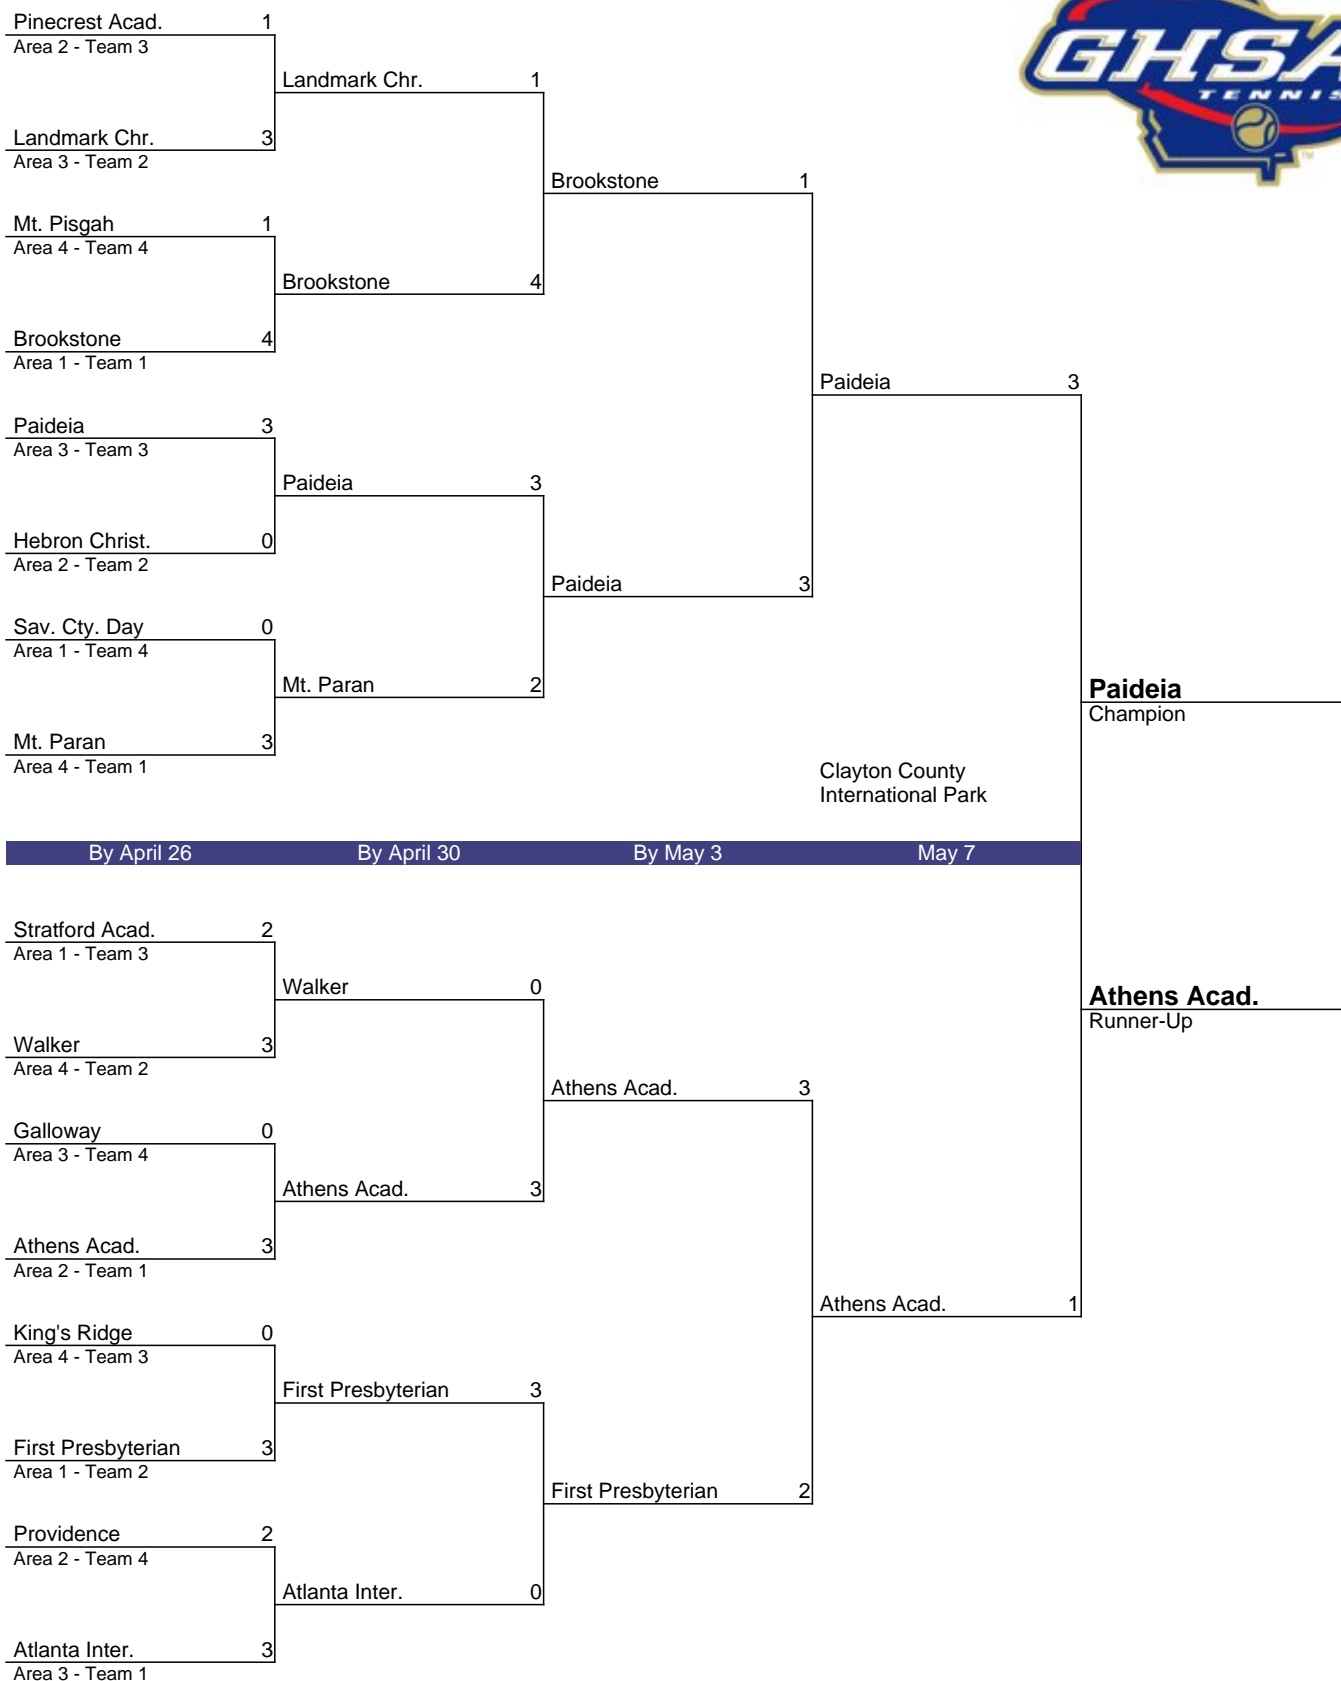 GHSA
TENNIS
Pinecrest Acad. 1
Area 2 - Team 3
Landmark Chr. 1
Landmark Chr. 3
Area 3 - Team 2
Brookstone 1
Mt. Pisgah 1
Area 4 - Team 4
Brookstone 4
Brookstone 4
Area 1 - Team 1
Paideia 3
Paideia 3
Area 3 - Team 3
Paideia 3
Hebron Christ. 0
Area 2 - Team 2
Paideia 3
Sav. Cty. Day 0
Area 1 - Team 4
Mt. Paran 2
Paideia
Champion
Mt. Paran 3
Area 4 - Team 1
Clayton County
International Park
By April 26 By April 30 By May 3 May 7
Stratford Acad. 2
Area 1 - Team 3
Walker 0
Athens Acad.
Runner-Up
Walker 3
Area 4 - Team 2
Athens Acad. 3
Galloway 0
Area 3 - Team 4
Athens Acad. 3
Athens Acad. 3
Area 2 - Team 1
Athens Acad. 1
King's Ridge 0
Area 4 - Team 3
First Presbyterian 3
First Presbyterian 3
Area 1 - Team 2
First Presbyterian 2
Providence 2
Area 2 - Team 4
Atlanta Inter. 0
Atlanta Inter. 3
Area 3 - Team 1